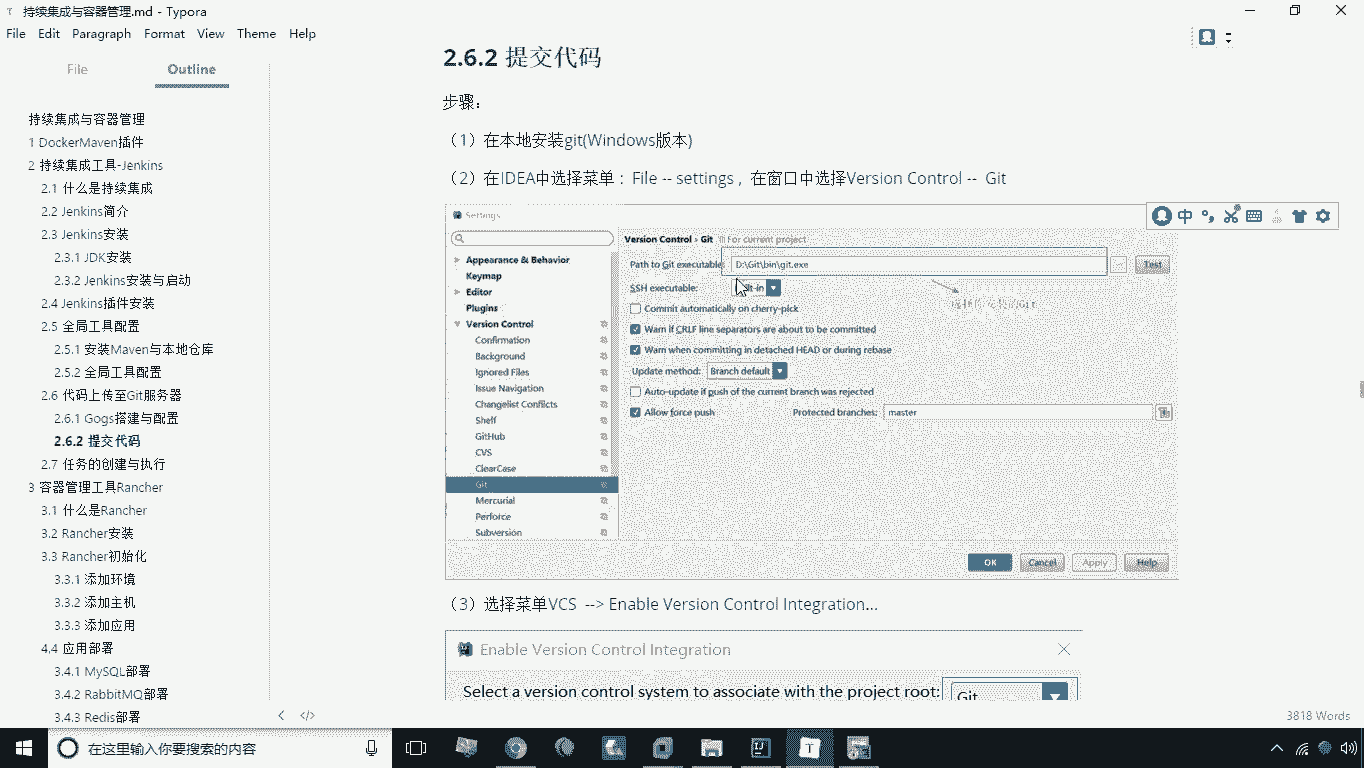 持续集成与容器管理.md - Typora
File Edit Paragraph Format View Theme Help
File Outline
持续集成与容器管理
1 DockerMaven插件
2 持续集成工具-Jenkins
2.1 什么是持续集成
2.2 Jenkins简介
2.3 Jenkins安装
2.3.1 JDK安装
2.3.2 Jenkins安装与启动
2.4 Jenkins插件安装
2.5 全局工具配置
2.5.1 安装Maven与本地仓库
2.5.2 全局工具配置
2.6 代码上传至Git服务器
2.6.1 Gogs搭建与配置
2.6.2 提交代码
2.7 任务的创建与执行
3 容器管理工具Rancher
3.1 什么是Rancher
3.2 Rancher安装
3.3 Rancher初始化
3.3.1 添加环境
3.3.2 添加主机
3.3.3 添加应用
4.4 应用部署
3.4.1 MySQL部署
3.4.2 RabbitMQ部署
3.4.3 Redis部署
2.6.2 提交代码
步骤：
（1）在本地安装git(Windows版本)
（2）在IDEA中选择菜单 : File -- settings , 在窗口中选择Version Control -- Git
中
Settings
Appearance & Behavior
Keymap
Editor
Plugins
Version Control
Confirmation
Background
Ignored Files
Issue Navigation
Changelist Conflicts
Shelf
GitHub
CVS
ClearCase
Git
Mercurial
Perforce
Subversion
Version Control › Git For current project
Path to Git executable: D:\Git\bin\git.exe ... Test
SSH executable:
Commit automatically on cherry-pick
Warn if CRLF line separators are about to be committed
Warn when committing in detached HEAD or during rebase
Update method: Branch default
Auto-update if push of the current branch was rejected
Allow force push Protected branches: master
OK Cancel Apply Help
（3）选择菜单VCS --> Enable Version Control Integration...
Enable Version Control Integration
Select a version control system to associate with the project root: Git
3818 Words
在这里输入你要搜索的内容